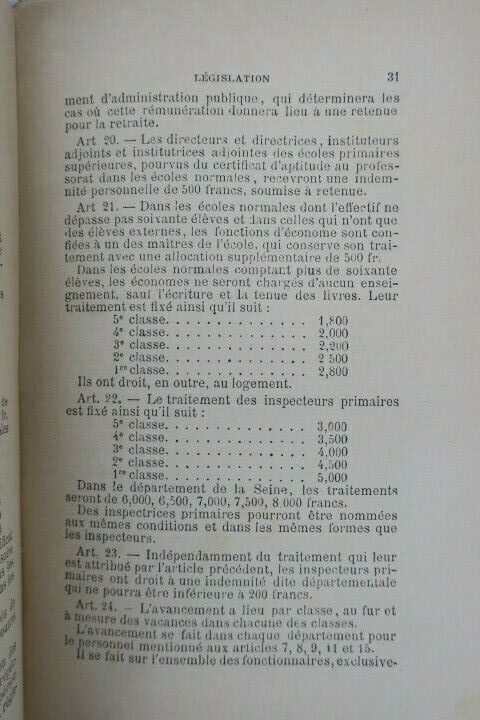 LÉGISLATION 31
ment d'administration publique, qui déterminera les
cas où cette rémunération donnera lieu à une retenue
pour la retraite.
Art 20. — Les directeurs et directrices, instituteurs
adjoints et institutrices adjointes des écoles primaires
supérieures, pourvus du certificat d'aptitude au profes-
sorat dans les écoles normales, recevront une indem-
nité personnelle de 500 francs, soumise à retenue.
Art 21. — Dans les écoles normales dont l'effectif ne
dépasse pas soixante élèves et dans celles qui n'ont que
des élèves externes, les fonctions d'économe sont con-
fiées à un des maîtres de l'école, qui conserve son trai-
tement avec une allocation supplémentaire de 500 fr.
Dans les écoles normales comptant plus de soixante
élèves, les économes ne seront chargés d'aucun ensei-
gnement, sauf l'écriture et la tenue des livres. Leur
traitement est fixé ainsi qu'il suit :
5e classe. . . . . . . . . . . . . 1,800
4e classe. . . . . . . . . . . . . 2,000
3e classe. . . . . . . . . . . . . 2,200
2e classe. . . . . . . . . . . . . 2 500
1re classe. . . . . . . . . . . . . 2,800
Ils ont droit, en outre, au logement.
Art. 22. — Le traitement des inspecteurs primaires
est fixé ainsi qu'il suit :
5e classe. . . . . . . . . . . . . 3,000
4e classe. . . . . . . . . . . . . 3,500
3e classe. . . . . . . . . . . . . 4,000
2e classe. . . . . . . . . . . . . 4,500
1re classe. . . . . . . . . . . . . 5,000
Dans le département de la Seine, les traitements
seront de 6,000, 6,500, 7,000, 7,500, 8 000 francs.
Des inspectrices primaires pourront être nommées
aux mêmes conditions et dans les mêmes formes que
les inspecteurs.
Art. 23. — Indépendamment du traitement qui leur
est attribué par l'article précédent, les inspecteurs pri-
maires ont droit à une indemnité dite départementale
qui ne pourra être inférieure à 200 francs.
Art. 24. — L'avancement a lieu par classe, au fur et
à mesure des vacances dans chacune des classes.
L'avancement se fait dans chaque département pour
le personnel mentionné aux articles 7, 8, 9, 11 et 15.
Il se fait sur l'ensemble des fonctionnaires, exclusive-